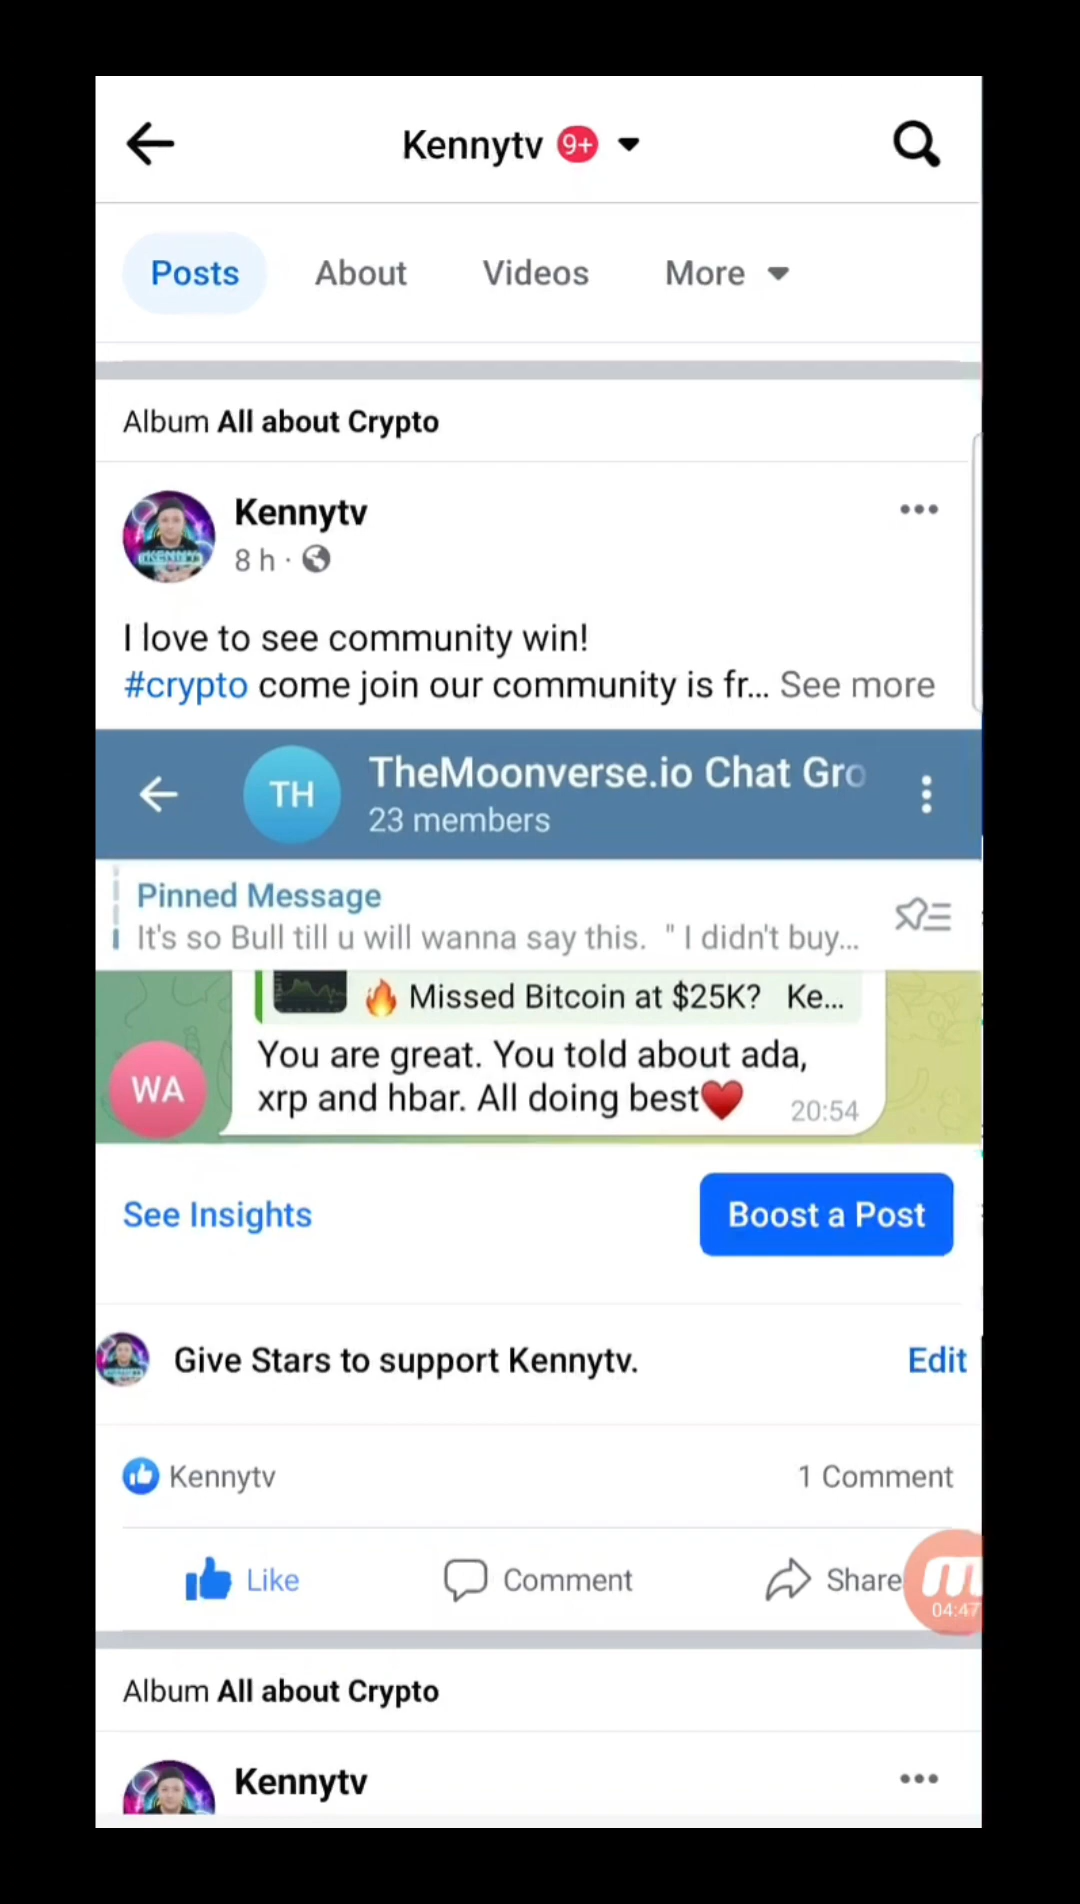 Kennytv 9+
Posts About Videos More
Album All about Crypto
Kennytv
8 h ·
I love to see community win!
#crypto come join our community is fr... See more
TH
TheMoonverse.io Chat Gro
23 members
Pinned Message
It's so Bull till u will wanna say this. " I didn't buy...
🔥 Missed Bitcoin at $25K? Ke...
WA
You are great. You told about ada,
xrp and hbar. All doing best♥️
20:54
See Insights
Boost a Post
Give Stars to support Kennytv.
Edit
Kennytv
1 Comment
Like
Comment
Share
04:47
Album All about Crypto
Kennytv